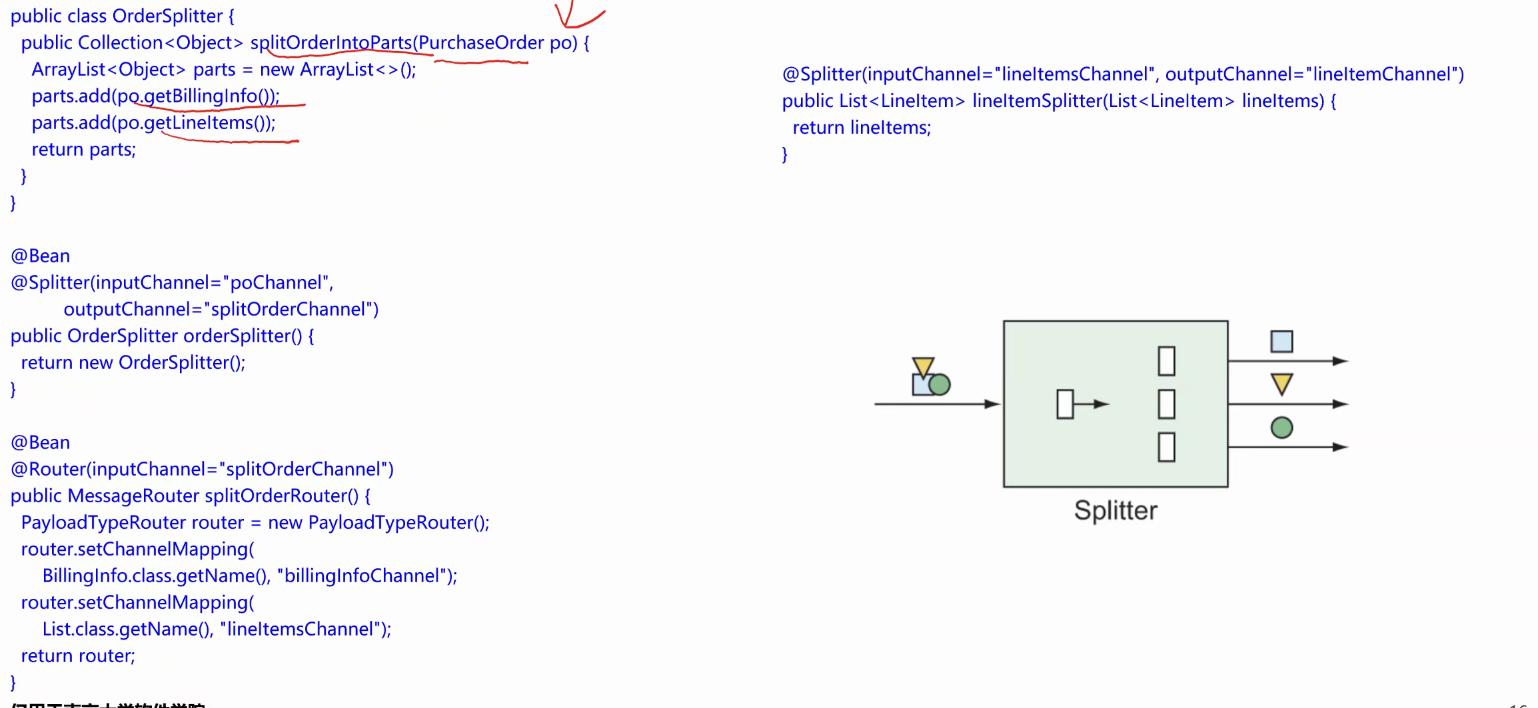 public class OrderSplitter {
public Collection<Object> splitOrderIntoParts(PurchaseOrder po) {
ArrayList<Object> parts = new ArrayList<>();
parts.add(po.getBillingInfo());
parts.add(po.getLineItems());
return parts;
}
}
@Bean
@Splitter(inputChannel="poChannel",
outputChannel="splitOrderChannel")
public OrderSplitter orderSplitter() {
return new OrderSplitter();
}
@Bean
@Router(inputChannel="splitOrderChannel")
public MessageRouter splitOrderRouter() {
PayloadTypeRouter router = new PayloadTypeRouter();
router.setChannelMapping(
BillingInfo.class.getName(), "billingInfoChannel");
router.setChannelMapping(
List.class.getName(), "lineItemsChannel");
return router;
}
@Splitter(inputChannel="lineItemsChannel", outputChannel="lineItemChannel")
public List<LineItem> lineItemSplitter(List<LineItem> lineItems) {
return lineItems;
}
Splitter